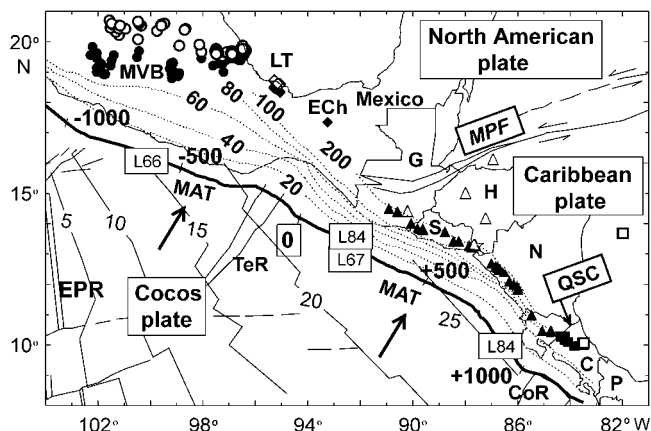 20°
N
15°
10°
102°
98°
94°
90°
86°
82°W
North American
plate
Caribbean
plate
Cocos
plate
MVB
LT
ECh
Mexico
MPF
G
H
S
N
C
P
QSC
CoR
EPR
TeR
MAT
MAT
L66
L84
L67
L84
-1000
-500
0
+500
+1000
60
80
100
200
40
20
5
10
15
20
25